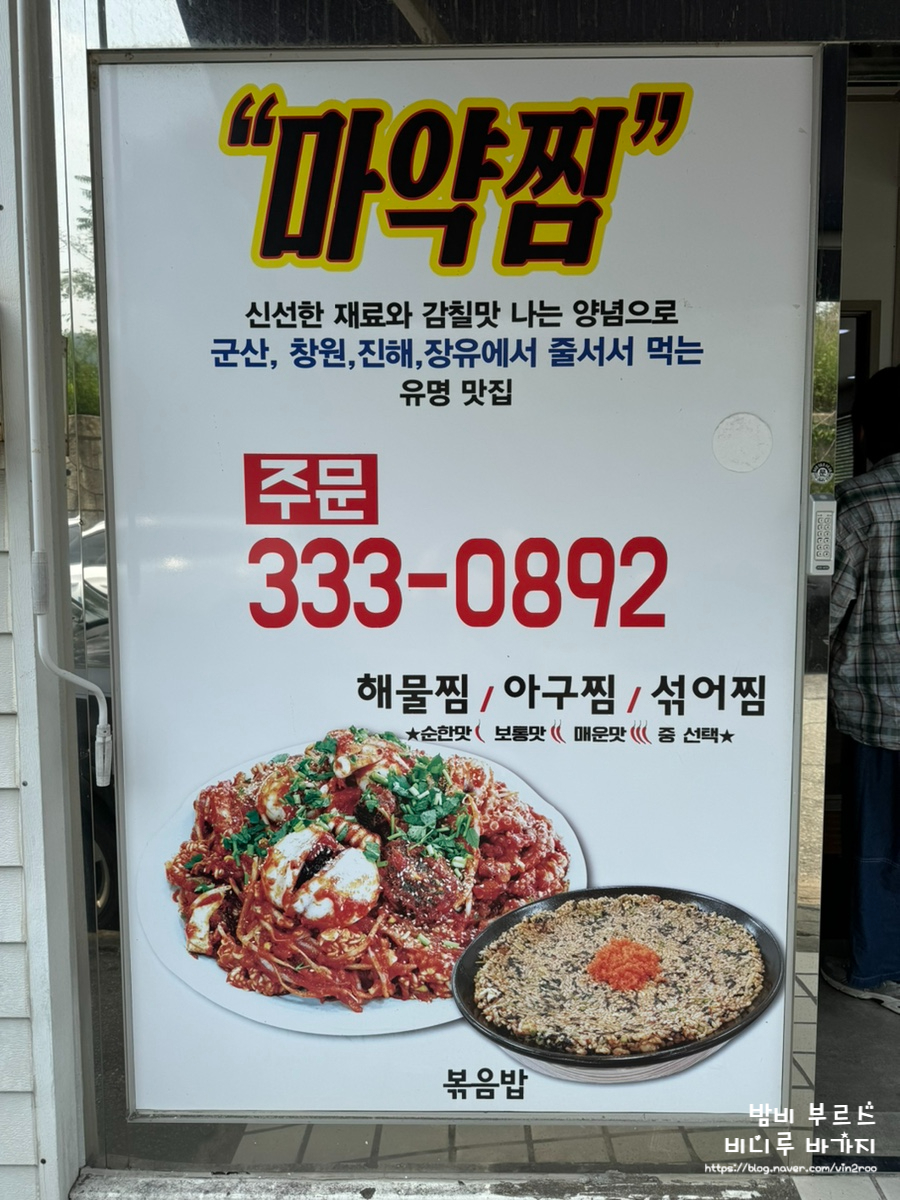 “마약찜”
신선한 재료와 감칠맛 나는 양념으로
군산, 창원,진해,장유에서 줄서서 먹는
유명 맛집
주문
333-0892
해물찜 / 아구찜 / 섞어찜
★순한맛 보통맛 매운맛 중 선택★
볶음밥
밤비 부르드
비니루 바가지
https://blog.naver.com/vin2roo